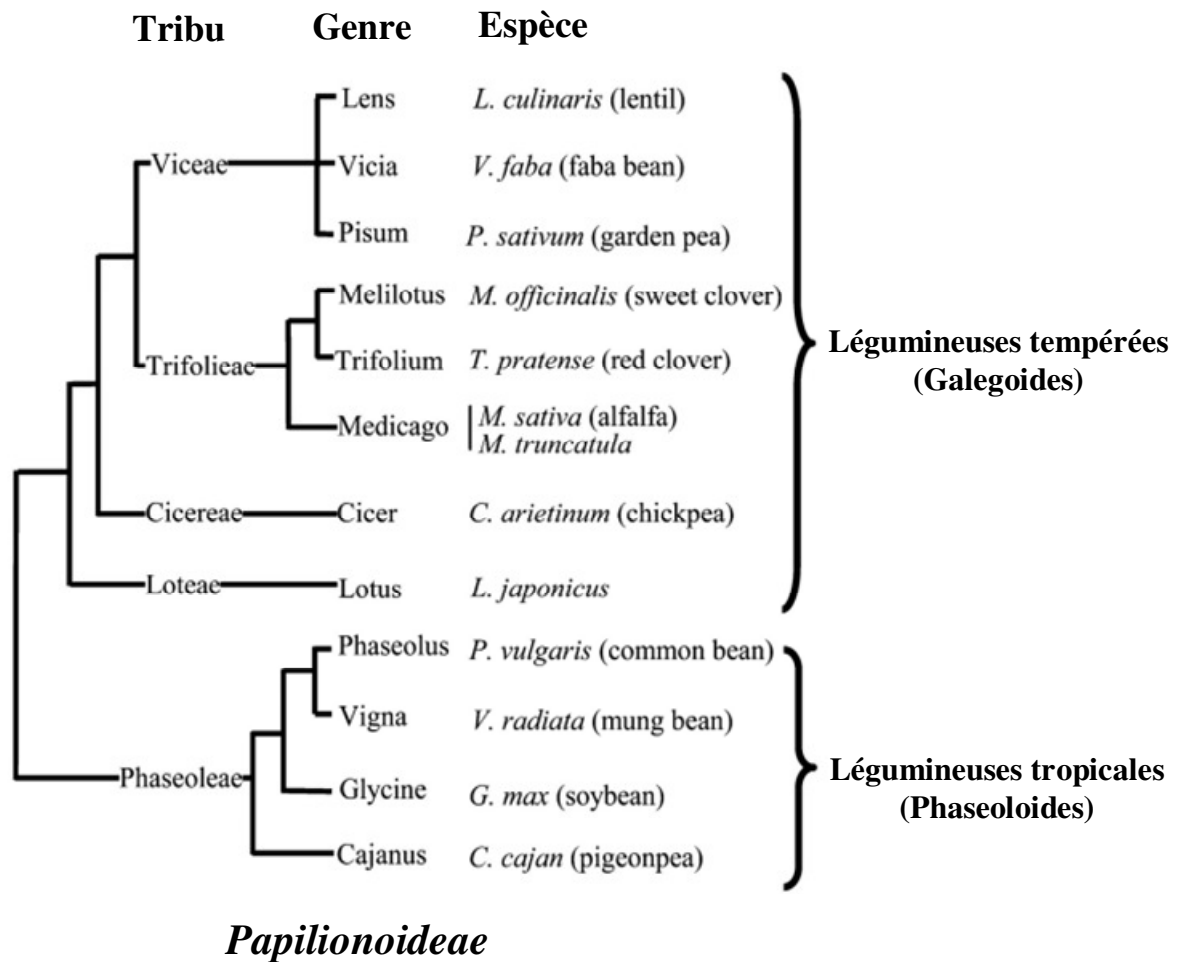 Tribu Genre Espèce
Lens L. culinaris (lentil)
Viceae Vicia V. faba (faba bean)
Pisum P. sativum (garden pea)
Melilotus M. officinalis (sweet clover)
Trifolieae Trifolium T. pratense (red clover)
Medicago M. sativa (alfalfa)
M. truncatula
Cicereae Cicer C. arietinum (chickpea)
Loteae Lotus L. japonicus
Légumineuses tempérées
(Galegoides)
Phaseolus P. vulgaris (common bean)
Vigna V. radiata (mung bean)
Phaseoleae Glycine G. max (soybean)
Cajanus C. cajan (pigeonpea)
Légumineuses tropicales
(Phaseoloides)
Papilionoideae